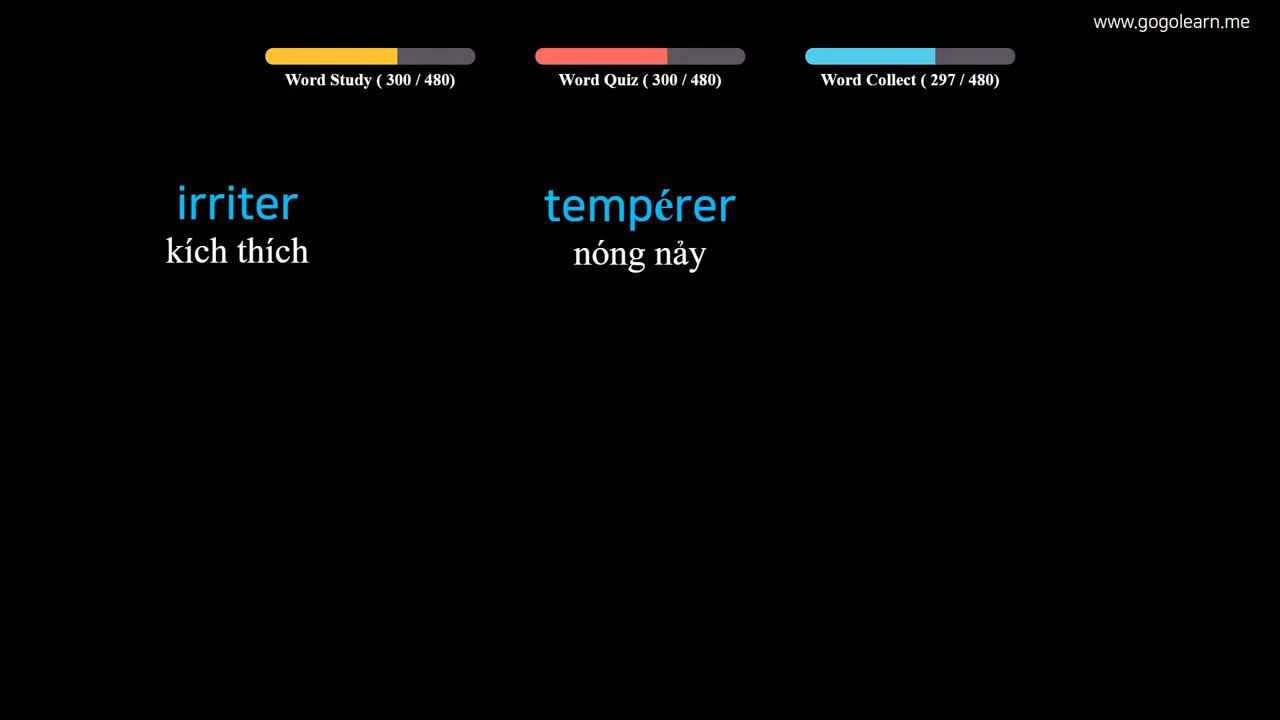 www.gogolearn.me
Word Study ( 300 / 480)
Word Quiz ( 300 / 480)
Word Collect ( 297 / 480)
irriter
kích thích
tempérer
nóng nảy